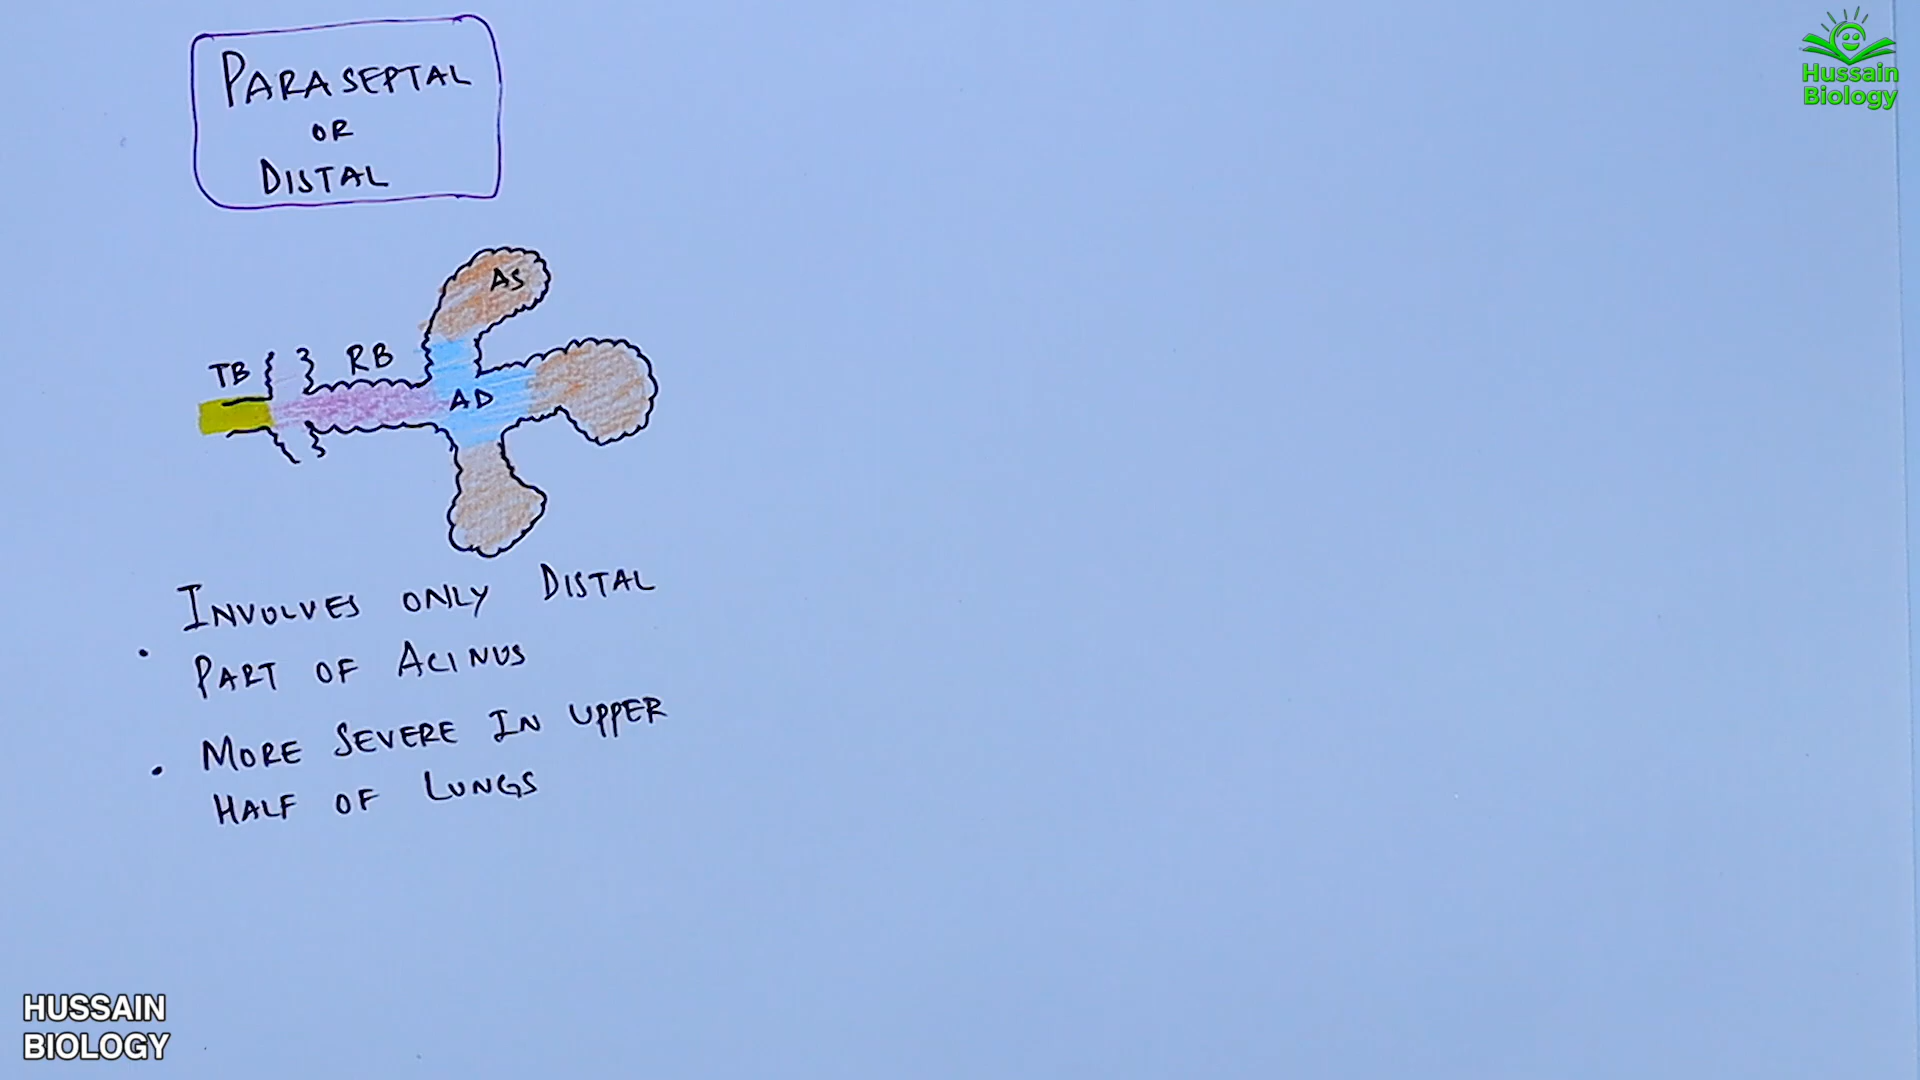 PARASEPTAL
OR
DISTAL
Hussain
Biology
AS
TB
RB
AD
INVOLVES ONLY DISTAL
PART OF ACINUS
MORE SEVERE IN UPPER
HALF OF LUNGS
HUSSAIN
BIOLOGY